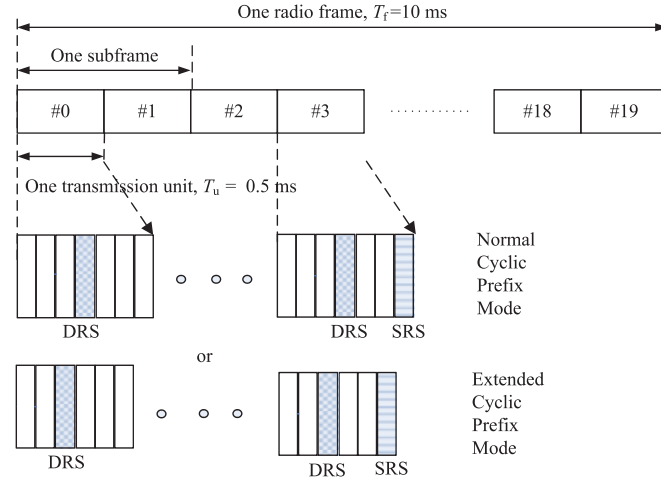 One radio frame, Tf=10 ms
One subframe
#0 #1 #2 #3 #18 #19
One transmission unit, Tu = 0.5 ms
Normal
Cyclic
Prefix
Mode
DRS DRS SRS
or
Extended
Cyclic
Prefix
Mode
DRS DRS SRS